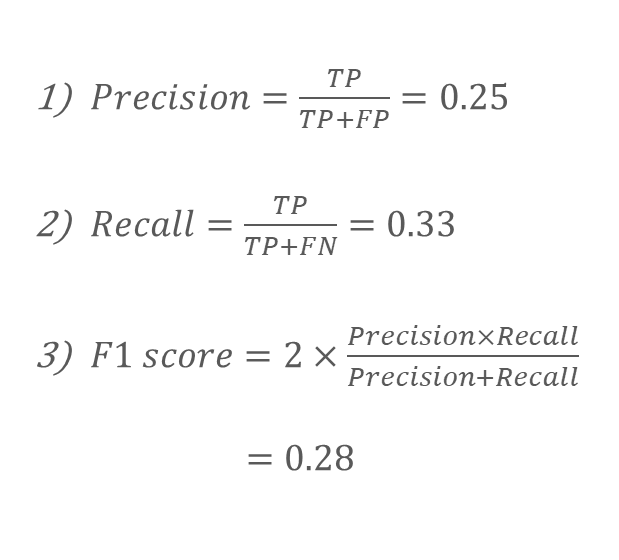 1) Precision = TP / TP+FP = 0.25
2) Recall = TP / TP+FN = 0.33
3) F1 score = 2 × Precision×Recall / Precision+Recall
= 0.28